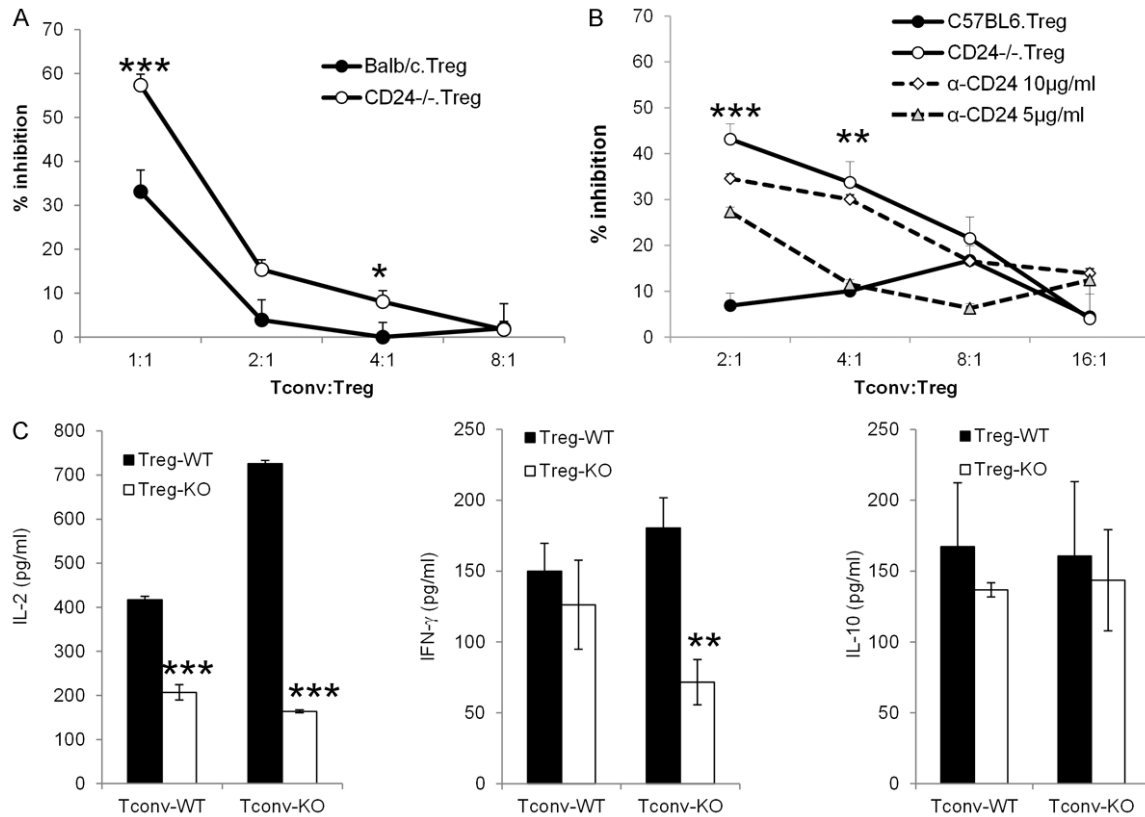 A
70
60
50
40
30
20
10
0
% inhibition
***
*
Balb/c.Treg
CD24-/-.Treg
1:1 2:1 4:1 8:1
Tconv:Treg
B
70
60
50
40
30
20
10
0
% inhibition
***
**
C57BL6.Treg
CD24-/-.Treg
α-CD24 10µg/ml
α-CD24 5µg/ml
2:1 4:1 8:1 16:1
Tconv:Treg
C
800
700
600
500
400
300
200
100
0
IL-2 (pg/ml)
Treg-WT
Treg-KO
***
***
Tconv-WT Tconv-KO
250
200
150
100
50
0
IFN-γ (pg/ml)
Treg-WT
Treg-KO
**
Tconv-WT Tconv-KO
250
200
150
100
50
0
IL-10 (pg/ml)
Treg-WT
Treg-KO
Tconv-WT Tconv-KO